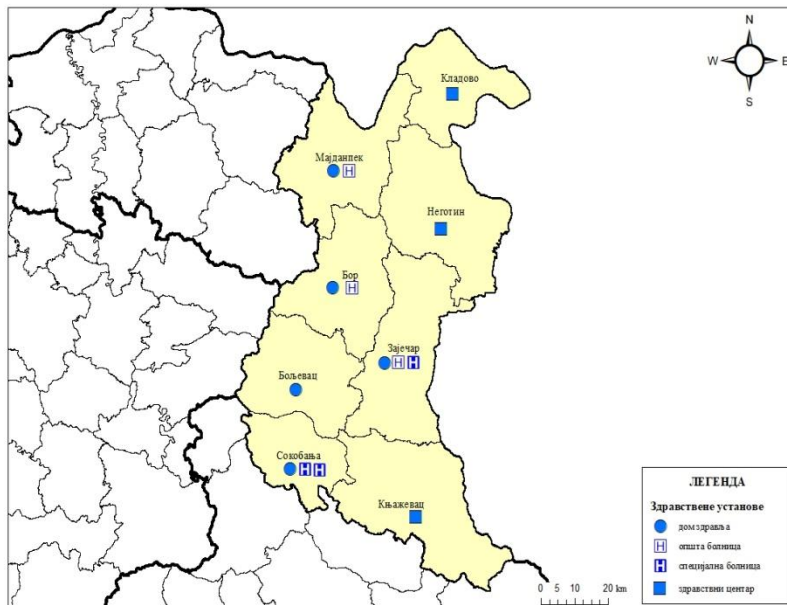 N
W E
S
Кладово
Мајданпек
H
Неготин
Бор
H
Зајечар
H H
Бољевац
Сокобања
H H
Књажевац
ЛЕГЕНДА
Здравствене установе
дом здравља
H општа болница
H специјална болница
здравствни центар
0 5 10 20 km